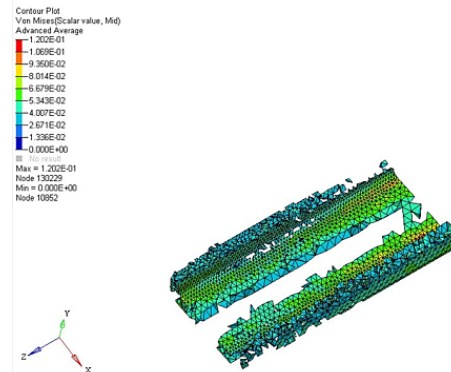 Contour Plot
Von Mises(Scalar value, Mid)
Advanced Average
1.202E-01
1.069E-01
9.350E-02
8.014E-02
6.679E-02
5.343E-02
4.007E-02
2.671E-02
1.336E-02
0.000E+00
No result
Max = 1.202E-01
Node 130229
Min = 0.000E+00
Node 10852
Y
Z
X